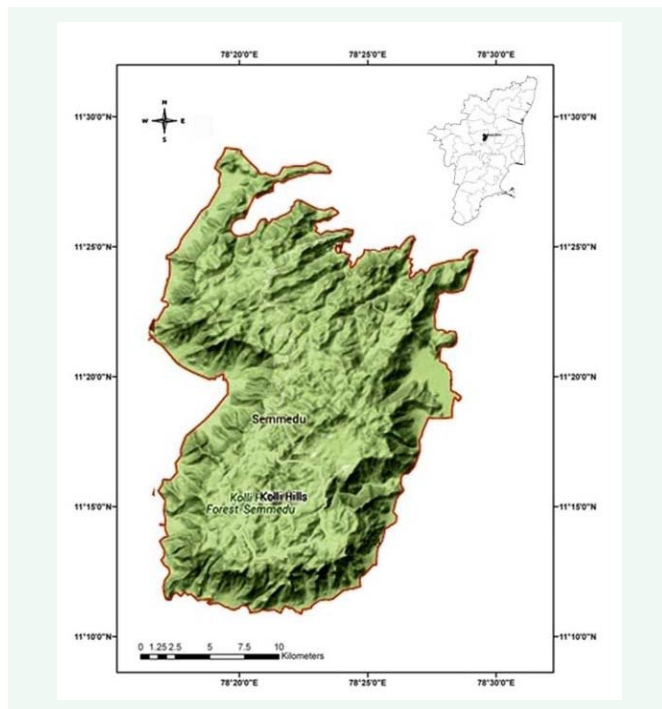 78°20'0"E 78°25'0"E 78°30'0"E
N
W E
S
11°30'0"N 11°30'0"N
11°25'0"N 11°25'0"N
11°20'0"N 11°20'0"N
Semmedu
Kolli Hills
11°15'0"N 11°15'0"N
Forest Semmedu
11°10'0"N 11°10'0"N
0 1.25 2.5 5 7.5 10
Kilometers
78°20'0"E 78°25'0"E 78°30'0"E